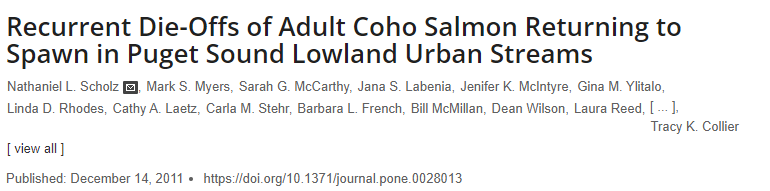 Recurrent Die-Offs of Adult Coho Salmon Returning to
Spawn in Puget Sound Lowland Urban Streams
Nathaniel L. Scholz , Mark S. Myers, Sarah G. McCarthy, Jana S. Labenia, Jenifer K. McIntyre, Gina M. Ylitalo,
Linda D. Rhodes, Cathy A. Laetz, Carla M. Stehr, Barbara L. French, Bill McMillan, Dean Wilson, Laura Reed, [ ... ],
Tracy K. Collier
[ view all ]
Published: December 14, 2011 • https://doi.org/10.1371/journal.pone.0028013